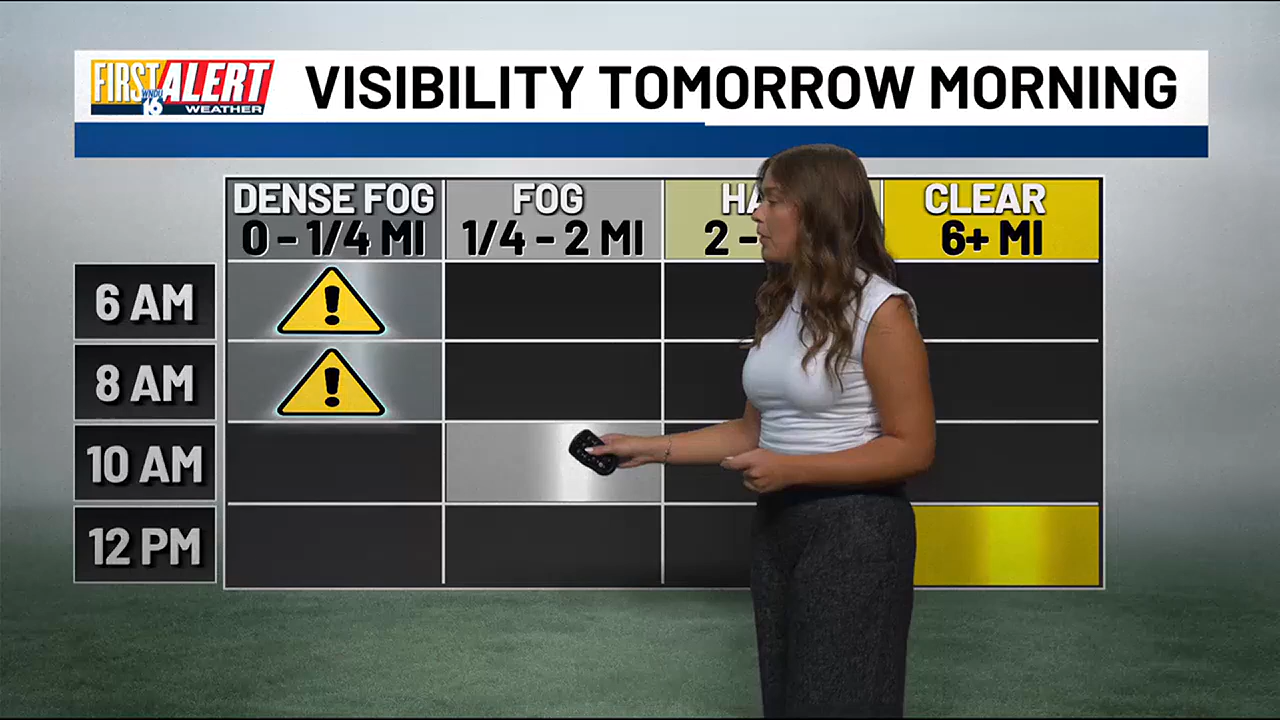 FIRST ALERT
WNDU
16
WEATHER
VISIBILITY TOMORROW MORNING
DENSE FOG FOG CLEAR
0 – 1/4 MI 1/4 – 2 MI 2 – 6+ MI
6 AM
8 AM
10 AM
12 PM